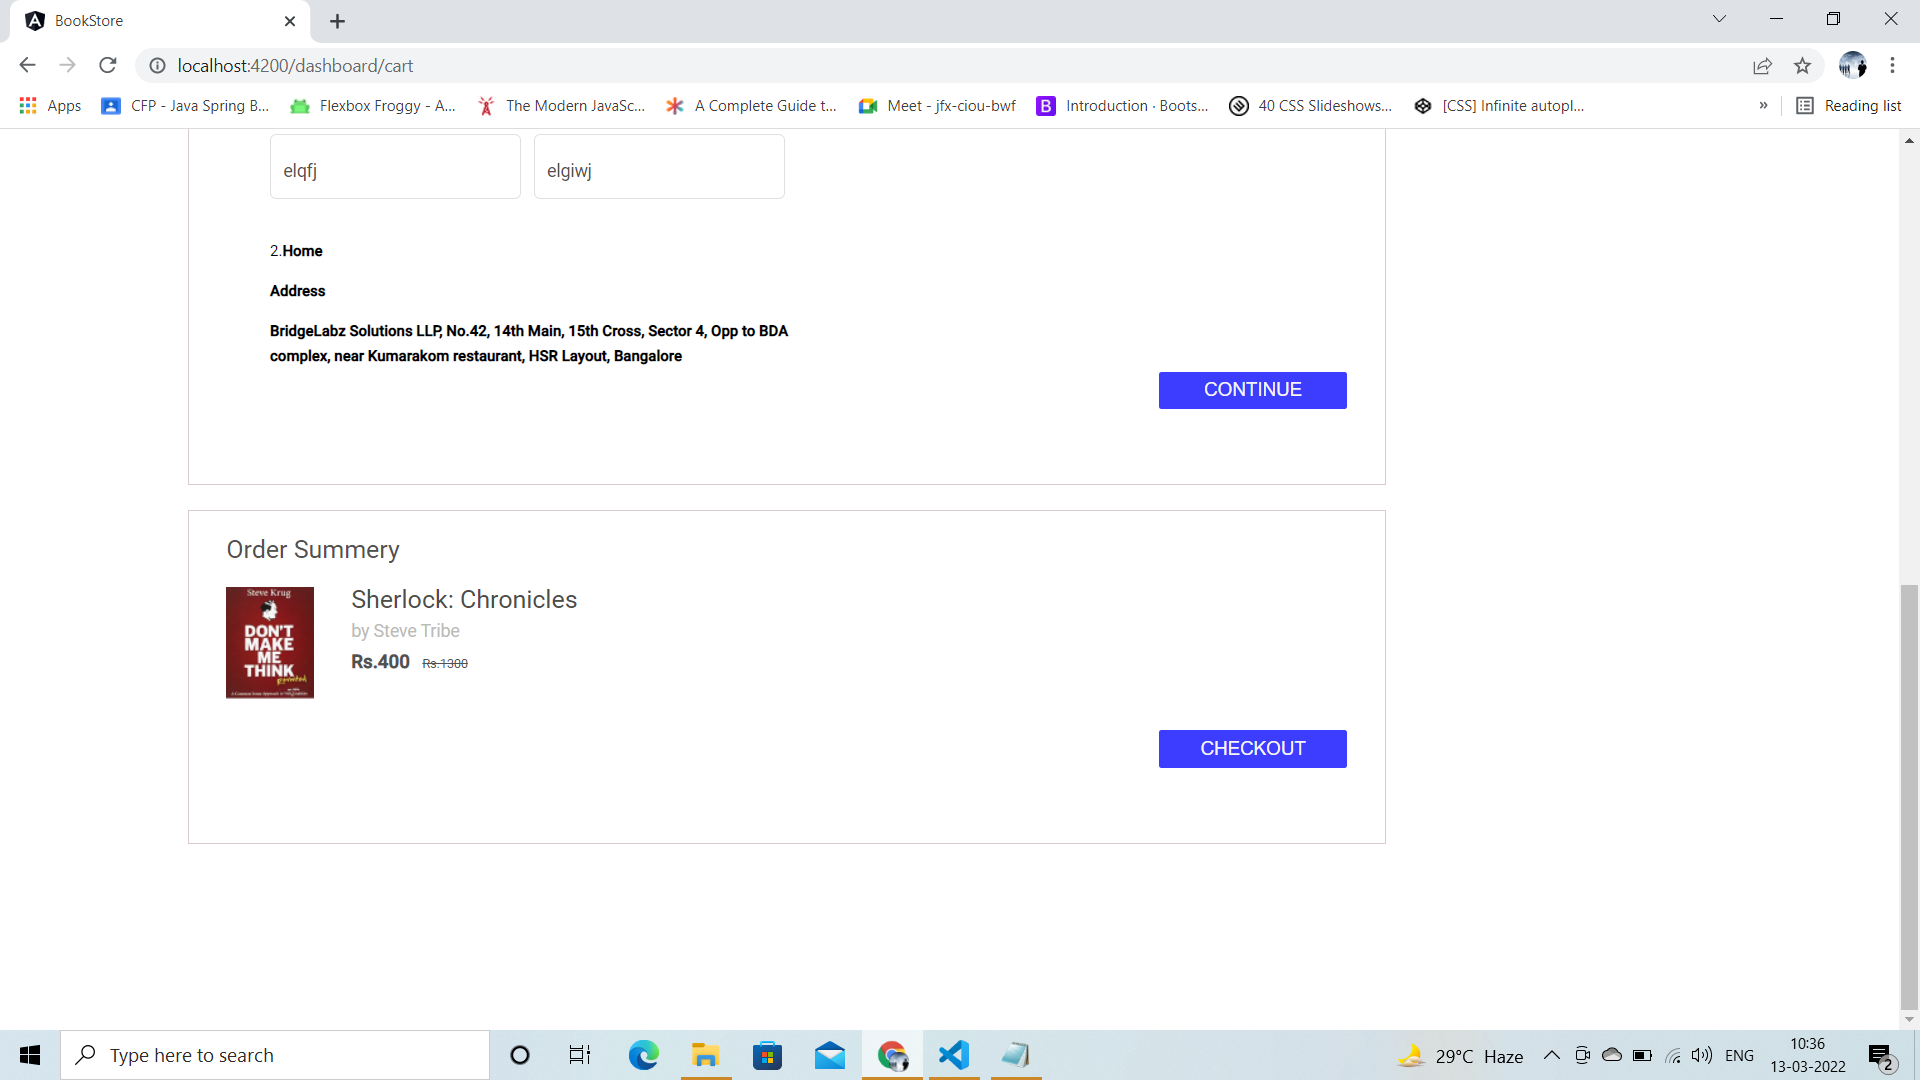 BookStore
localhost:4200/dashboard/cart
Apps CFP - Java Spring B... Flexbox Froggy - A... The Modern JavaSc... A Complete Guide t... Meet - jfx-ciou-bwf Introduction · Boots... 40 CSS Slideshows... [CSS] Infinite autopl... » Reading list
elqfj elgiwj
2.Home
Address
BridgeLabz Solutions LLP, No.42, 14th Main, 15th Cross, Sector 4, Opp to BDA
complex, near Kumarakom restaurant, HSR Layout, Bangalore
CONTINUE
Order Summery
Steve Krug
DON'T
MAKE
ME
THINK
Sherlock: Chronicles
by Steve Tribe
Rs.400 Rs.1300
CHECKOUT
Type here to search
29°C Haze
ENG
10:36
13-03-2022
2